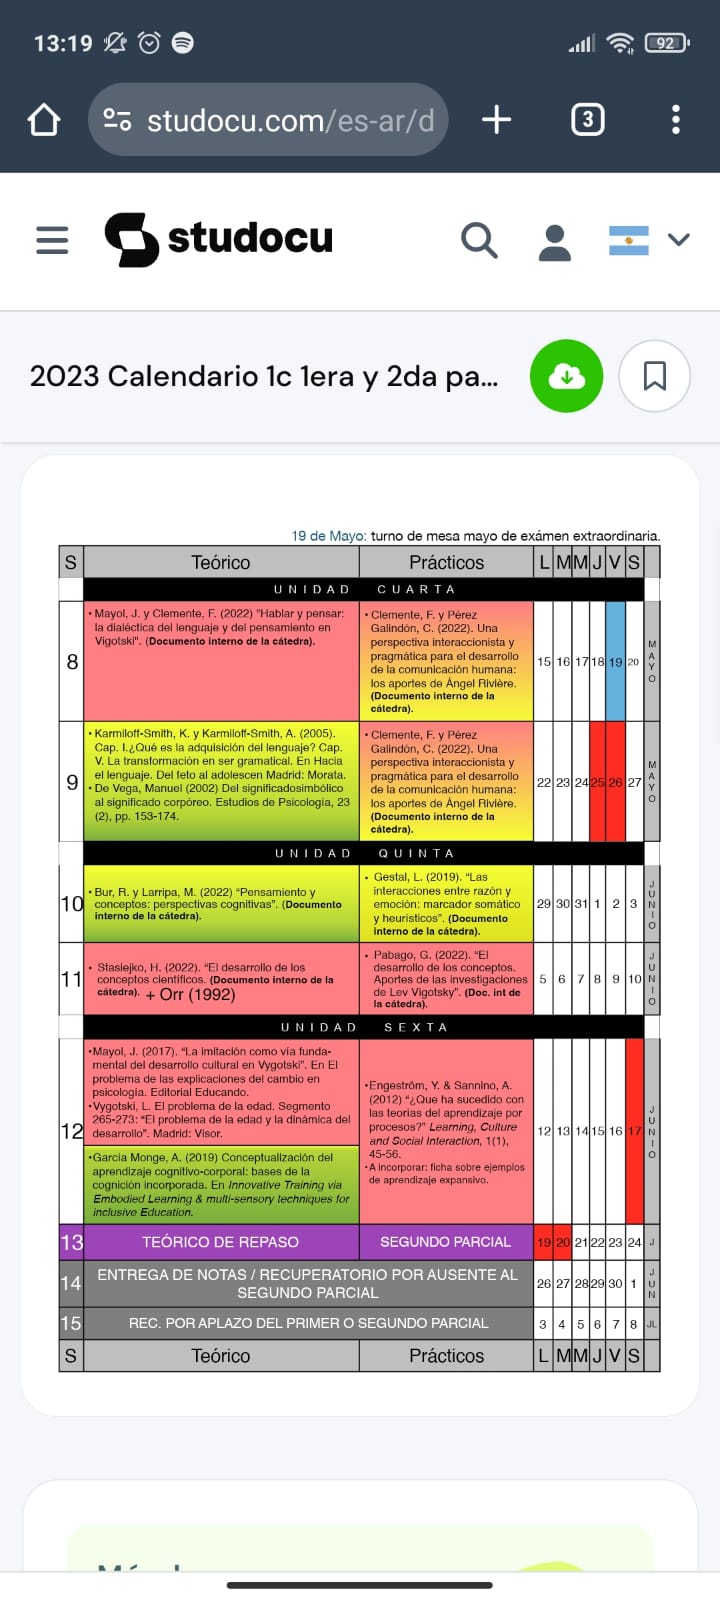 13:19
92
studocu.com/es-ar/d
3
studocu
2023 Calendario 1c 1era y 2da pa...
19 de Mayo: turno de mesa mayo de exámen extraordinaria.
S Teórico Prácticos L M M J V S
UNIDAD CUARTA
8
• Mayol, J. y Clemente, F. (2022) "Hablar y pensar:
la dialéctica del lenguaje y del pensamiento en
Vigotski". (Documento interno de la cátedra).
• Clemente, F. y Pérez
Galindón, C. (2022). Una
perspectiva interaccionista y
pragmática para el desarrollo
de la comunicación humana:
los aportes de Ángel Rivière.
(Documento interno de la
cátedra).
15 16 17 18 19 20
MAYO
9
• Karmiloff-Smith, K. y Karmiloff-Smith, A. (2005).
Cap. I.¿Qué es la adquisición del lenguaje? Cap.
V. La transformación en ser gramatical. En Hacia
el lenguaje. Del feto al adolescen Madrid: Morata.
• De Vega, Manuel (2002) Del significadosimbólico
al significado corpóreo. Estudios de Psicología, 23
(2), pp. 153-174.
• Clemente, F. y Pérez
Galindón, C. (2022). Una
perspectiva interaccionista y
pragmática para el desarrollo
de la comunicación humana:
los aportes de Ángel Rivière.
(Documento interno de la
cátedra).
22 23 24 25 26 27
MAYO
UNIDAD QUINTA
10
• Bur, R. y Larripa, M. (2022) "Pensamiento y
concepto: perspectivas cognitivas". (Documento
interno de la cátedra).
• Gestal, L. (2019). "Las
interacciones entre razón y
emoción: marcador somático
y heurísticos". (Documento
interno de la cátedra).
29 30 31 1 2 3
JUNIO
11
• Stasiejko, H. (2022). "El desarrollo de los
conceptos científicos. (Documento interno de la
cátedra). + Orr (1992)
• Pabago, G. (2022). "El
desarrollo de los conceptos.
Aportes de las investigaciones
de Lev Vigotsky". (Doc. int de
la cátedra).
5 6 7 8 9 10
JUNIO
UNIDAD SEXTA
12
•Mayol, J. (2017). "La imitación como vía funda-
mental del desarrollo cultural en Vygotski". En El
problema de las explicaciones del cambio en
psicología. Editorial Educando.
•Vygotski, L. El problema de la edad. Segmento
265-273: "El problema de la edad y la dinámica del
desarrollo". Madrid: Visor.
•García Monge, A. (2019) Conceptualización del
aprendizaje cognitivo-corporal: bases de la
cognición incorporada. En Innovative Training via
Embodied Learning & multi-sensory techniques for
inclusive Education.
•Engeström, Y. & Sannino, A.
(2012) "¿Que ha sucedido con
las teorías del aprendizaje por
procesos?" Learning, Culture
and Social Interaction, 1(1),
45-56.
•A incorporar: ficha sobre ejemplos
de aprendizaje expansivo.
12 13 14 15 16 17
JUNIO
13 TEÓRICO DE REPASO SEGUNDO PARCIAL 19 20 21 22 23 24 J
14
ENTREGA DE NOTAS / RECUPERATORIO POR AUSENTE AL
SEGUNDO PARCIAL
26 27 28 29 30 1
JUN
15 REC. POR APLAZO DEL PRIMER O SEGUNDO PARCIAL 3 4 5 6 7 8 JL
S Teórico Prácticos L M M J V S